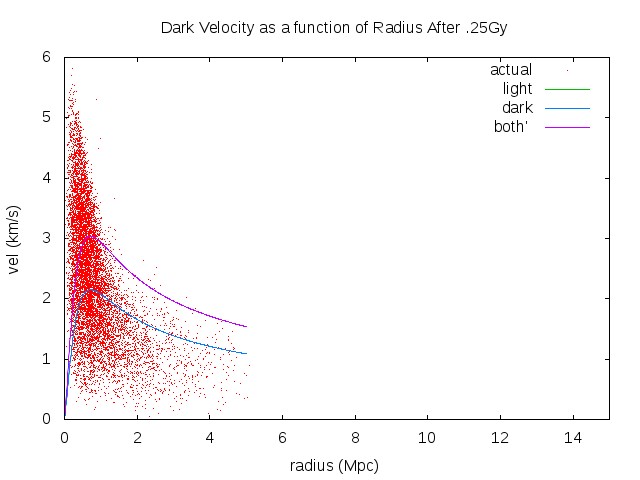 Dark Velocity as a function of Radius After .25Gy
actual
light
dark
both'
6
5
4
3
2
1
0
vel (km/s)
0 2 4 6 8 10 12 14
radius (Mpc)